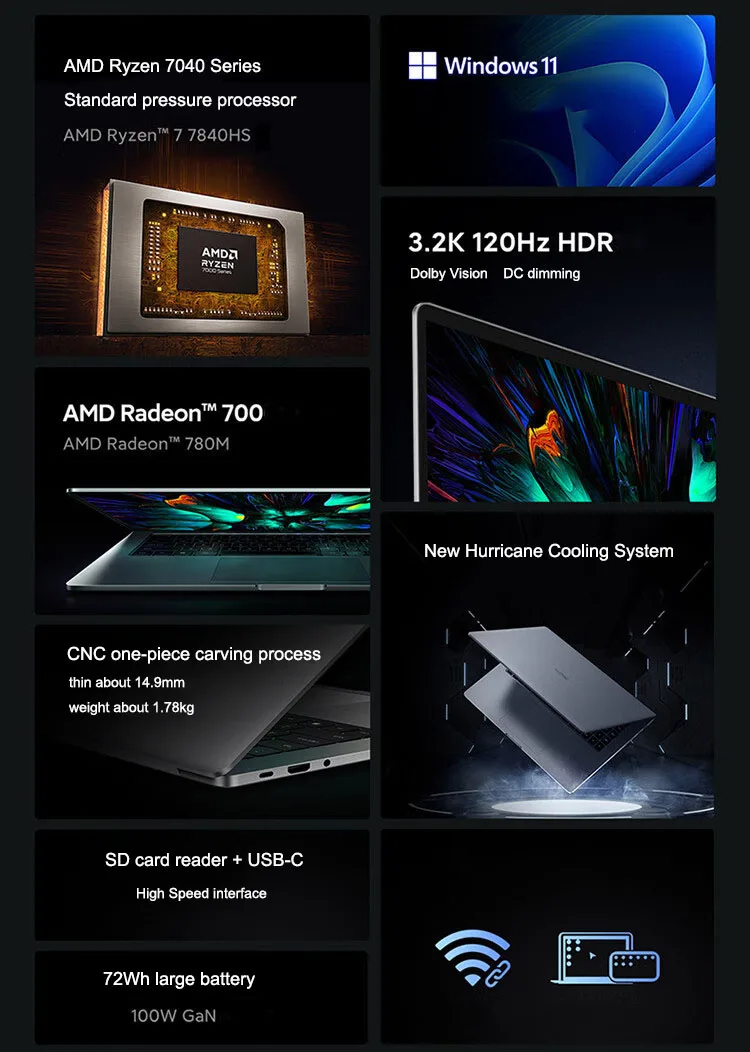 AMD Ryzen 7040 Series
Standard pressure processor
AMD Ryzen™ 7 7840HS
AMD
RYZEN
7000 Series
Windows 11
3.2K 120Hz HDR
Dolby Vision DC dimming
AMD Radeon™ 700
AMD Radeon™ 780M
New Hurricane Cooling System
CNC one-piece carving process
thin about 14.9mm
weight about 1.78kg
SD card reader + USB-C
High Speed interface
72Wh large battery
100W GaN